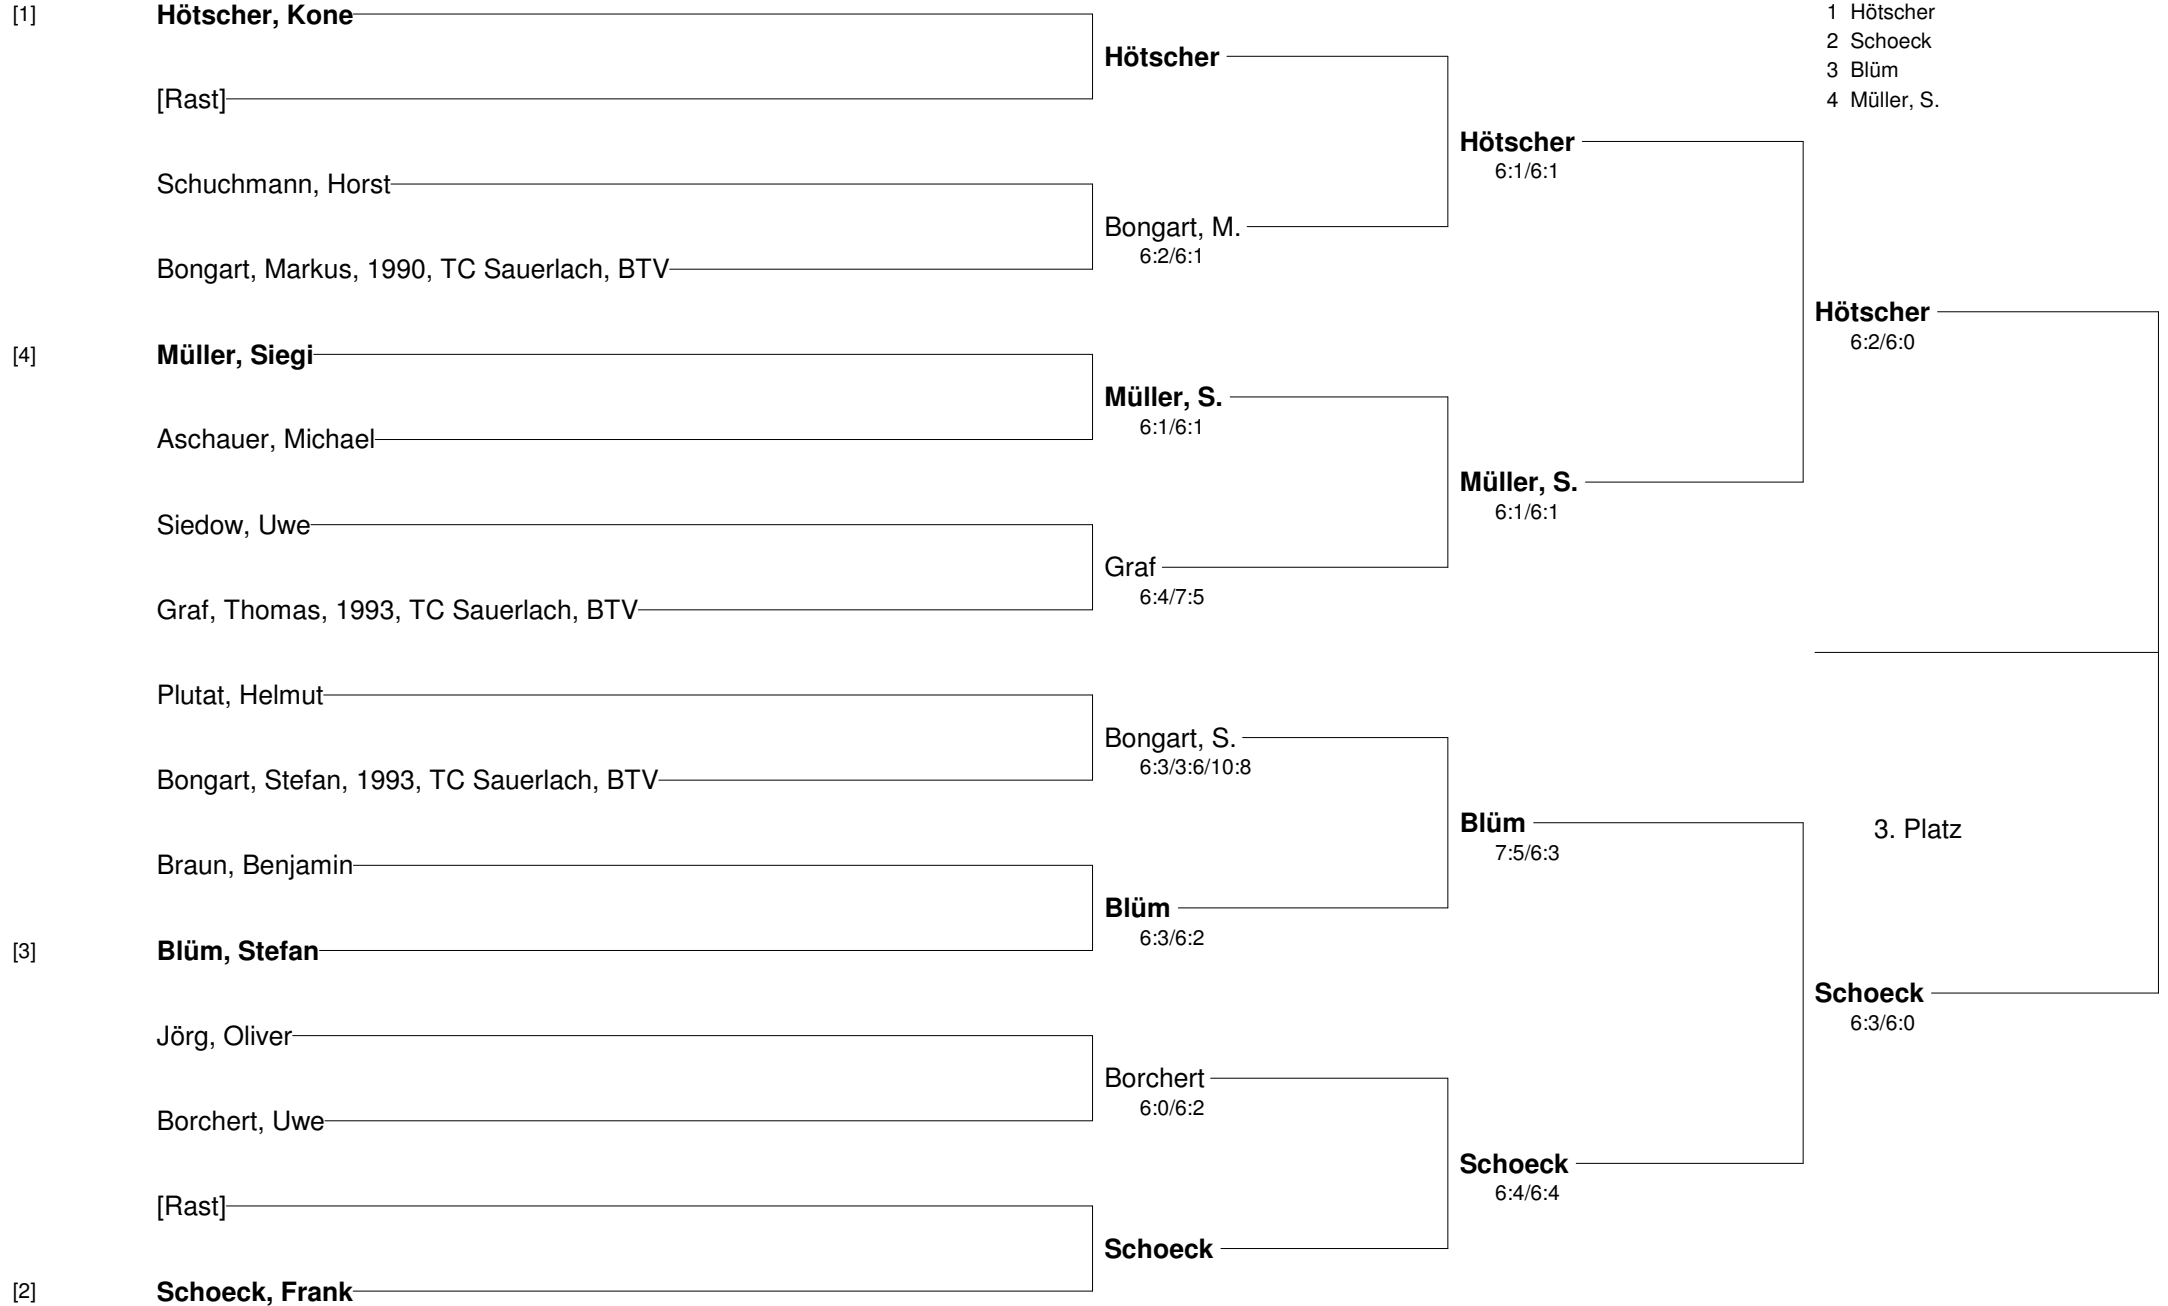 [1] Hötscher, Kone
[Rast]
Schuchmann, Horst
Bongart, Markus, 1990, TC Sauerlach, BTV
[4] Müller, Siegi
Aschauer, Michael
Siedow, Uwe
Graf, Thomas, 1993, TC Sauerlach, BTV
Plutat, Helmut
Bongart, Stefan, 1993, TC Sauerlach, BTV
Braun, Benjamin
[3] Blüm, Stefan
Jörg, Oliver
Borchert, Uwe
[Rast]
[2] Schoeck, Frank
Hötscher
Bongart, M.
6:2/6:1
Müller, S.
6:1/6:1
Graf
6:4/7:5
Bongart, S.
6:3/3:6/10:8
Blüm
6:3/6:2
Borchert
6:0/6:2
Schoeck
Hötscher
6:1/6:1
Müller, S.
6:1/6:1
Blüm
7:5/6:3
Schoeck
6:4/6:4
1 Hötscher
2 Schoeck
3 Blüm
4 Müller, S.
Hötscher
6:2/6:0
3. Platz
Schoeck
6:3/6:0